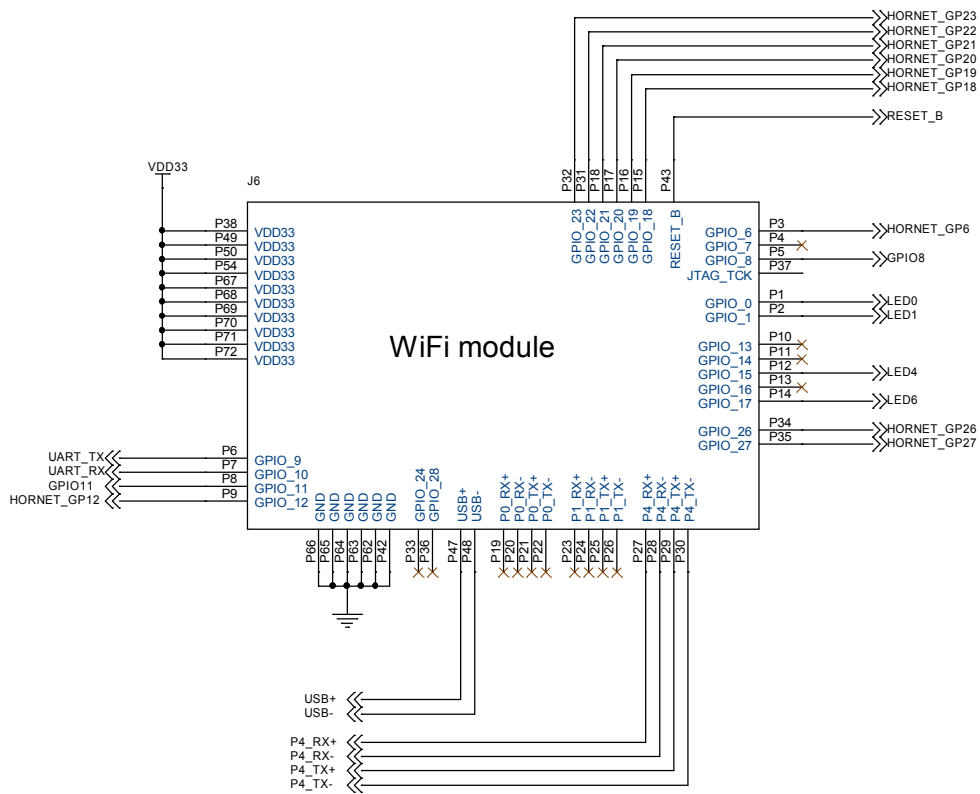 HORNET_GP23
HORNET_GP22
HORNET_GP21
HORNET_GP20
HORNET_GP19
HORNET_GP18
RESET_B
VDD33
J6
P32
P31
P18
P17
P16
P15
P43
GPIO_23
GPIO_22
GPIO_21
GPIO_20
GPIO_19
GPIO_18
RESET_B
P38 VDD33
P49 VDD33
P50 VDD33
P54 VDD33
P67 VDD33
P68 VDD33
P69 VDD33
P70 VDD33
P71 VDD33
P72 VDD33
WiFi module
GPIO_6 P3 HORNET_GP6
GPIO_7 P4
GPIO_8 P5 GPIO8
JTAG_TCK P37
GPIO_0 P1 LED0
GPIO_1 P2 LED1
GPIO_13 P10
GPIO_14 P11
GPIO_15 P12 LED4
GPIO_16 P13
GPIO_17 P14 LED6
GPIO_26 P34 HORNET_GP26
GPIO_27 P35 HORNET_GP27
UART_TX P6 GPIO_9
UART_RX P7 GPIO_10
GPIO11 P8 GPIO_11
HORNET_GP12 P9 GPIO_12
GND
GND
GND
GND
GND
GND
GPIO_24
GPIO_28
USB+
USB-
P0_RX+
P0_RX-
P0_TX+
P0_TX-
P1_RX+
P1_RX-
P1_TX+
P1_TX-
P4_RX+
P4_RX-
P4_TX+
P4_TX-
P66
P65
P64
P63
P62
P42
P33
P36
P47
P48
P19
P20
P21
P22
P23
P24
P25
P26
P27
P28
P29
P30
USB+
USB-
P4_RX+
P4_RX-
P4_TX+
P4_TX-